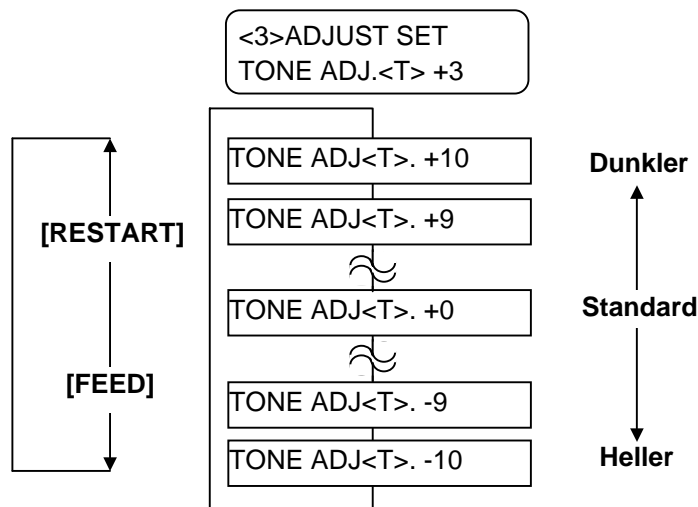 <3>ADJUST SET
TONE ADJ.<T> +3
TONE ADJ<T>. +10
Dunkler
[RESTART]
TONE ADJ<T>. +9
TONE ADJ<T>. +0
Standard
[FEED]
TONE ADJ<T>. -9
TONE ADJ<T>. -10
Heller